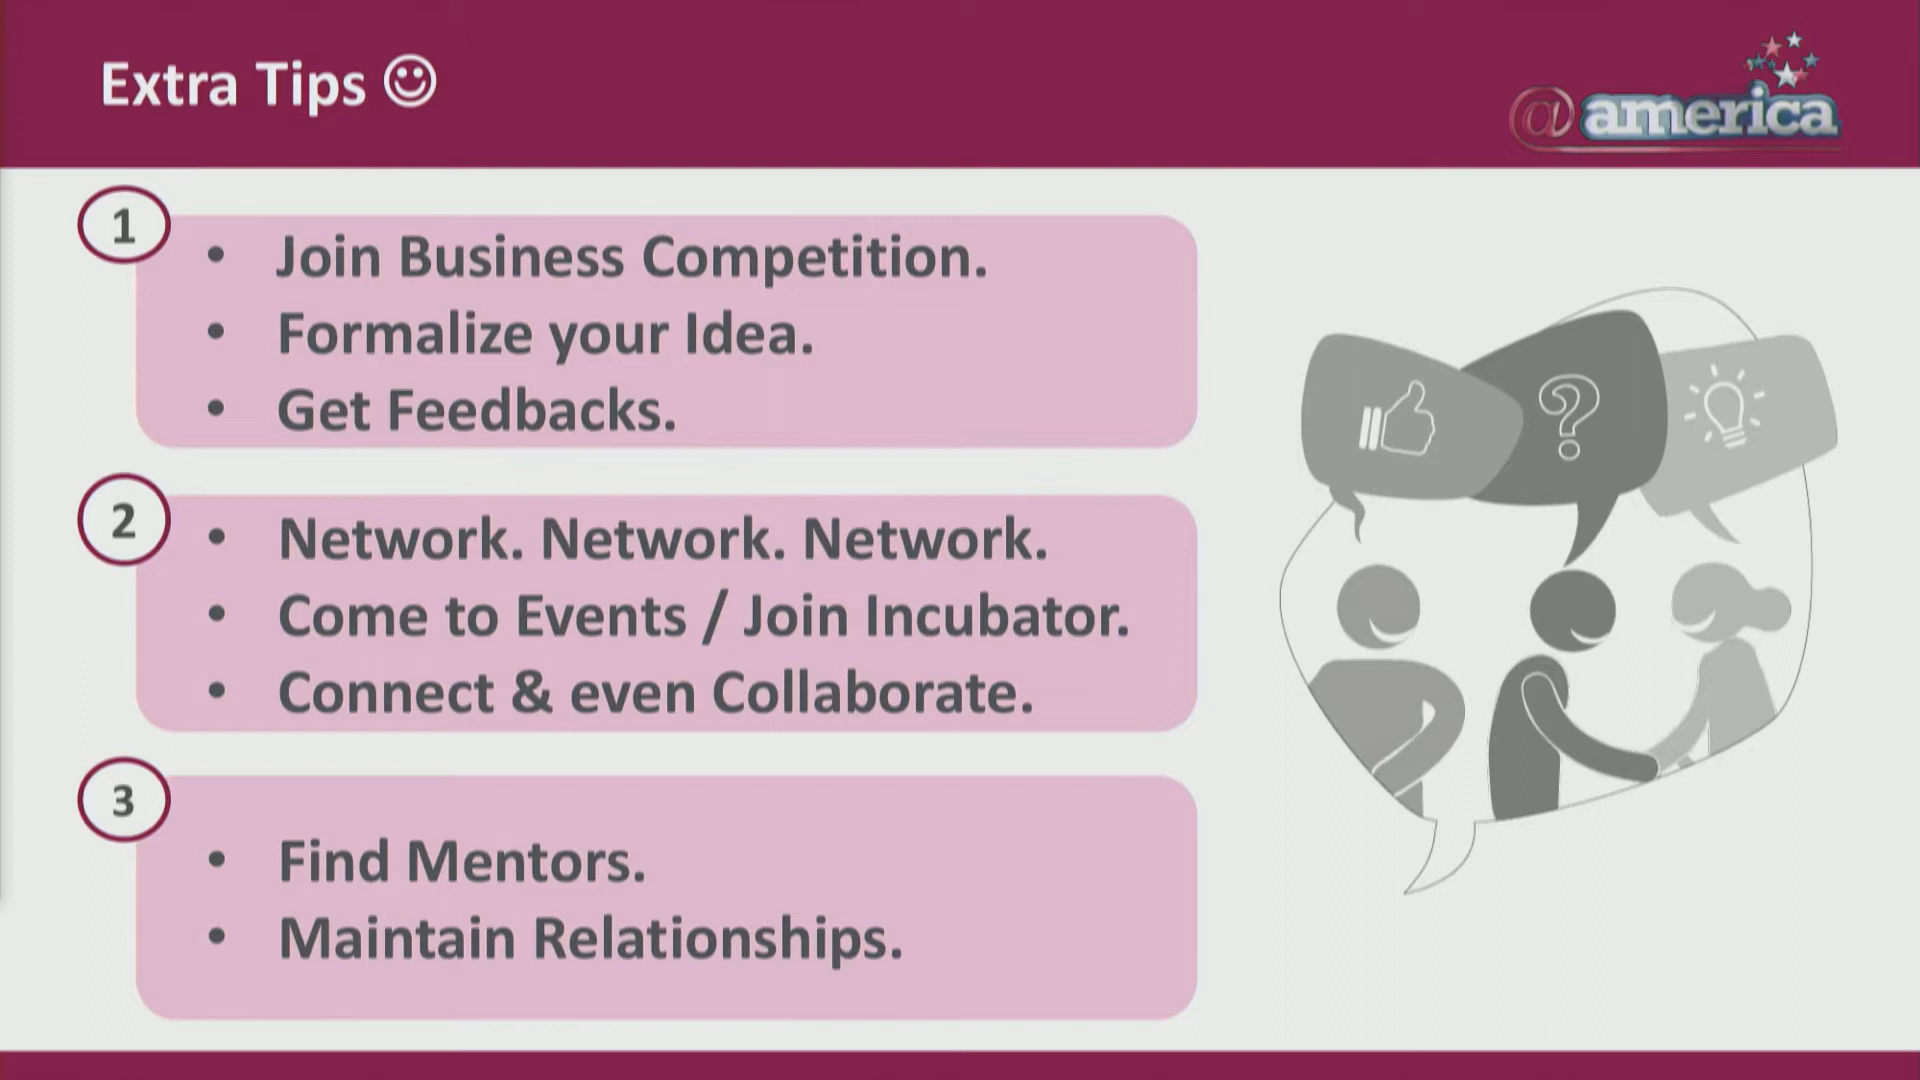 Extra Tips ☺
@america
1
• Join Business Competition.
• Formalize your Idea.
• Get Feedbacks.
2
• Network. Network. Network.
• Come to Events / Join Incubator.
• Connect & even Collaborate.
3
• Find Mentors.
• Maintain Relationships.